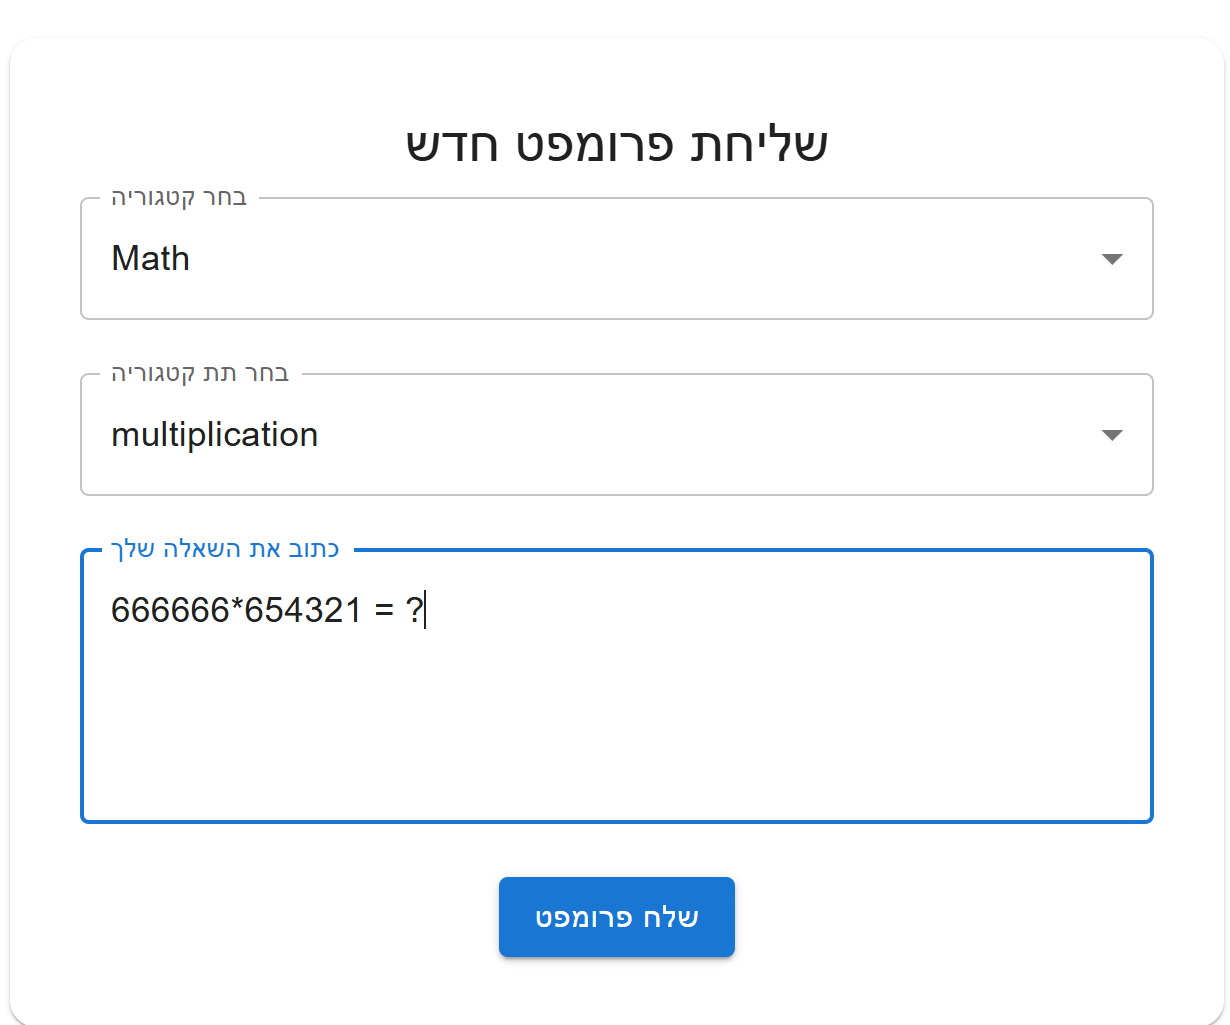 שליחת פרומפט חדש
בחר קטגוריה
Math
בחר תת קטגוריה
multiplication
כתוב את השאלה שלך
666666*654321 = ?
שלח פרומפט